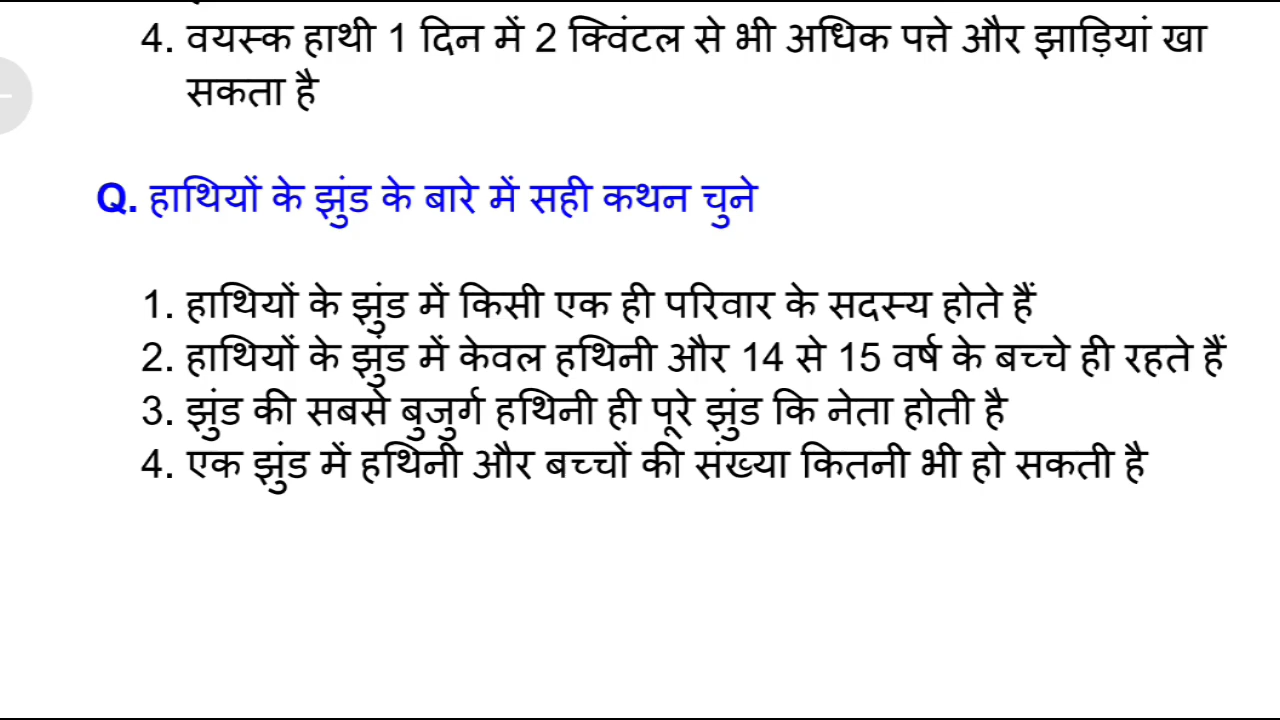 4. वयस्क हाथी 1 दिन में 2 क्विंटल से भी अधिक पत्ते और झाड़ियां खा
सकता है
Q. हाथियों के झुंड के बारे में सही कथन चुने
1. हाथियों के झुंड में किसी एक ही परिवार के सदस्य होते हैं
2. हाथियों के झुंड में केवल हथिनी और 14 से 15 वर्ष के बच्चे ही रहते हैं
3. झुंड की सबसे बुजुर्ग हथिनी ही पूरे झुंड कि नेता होती है
4. एक झुंड में हथिनी और बच्चों की संख्या कितनी भी हो सकती है